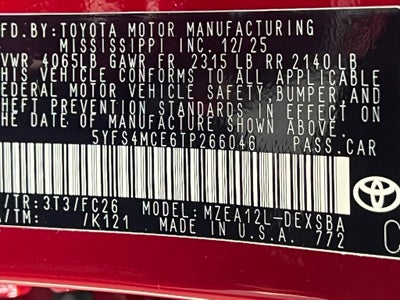 FD.BY:TOYOTA MOTOR MANUFACTURING
MISSISSIPPI INC. 12/25
VWR 4065LB GAWR FR 2315 LB RR 2140 LB
THIS VEHICLE CONFORMS TO ALL APPLICABLE
FEDERAL MOTOR VEHICLE SAFETY,BUMPER,AND
THEFT PREVENTION STANDARDS IN EFFECT ON
THE DATE OF MANUFACTURE SHOWN ABOVE.
5YFS4MCE6TP266046 PASS.CAR
/TR:3T3/FC26 MODEL:MZEA12L-DEXSBA
A/TM: /K121 MADE IN U.S.A. 772
TOYOTA
C